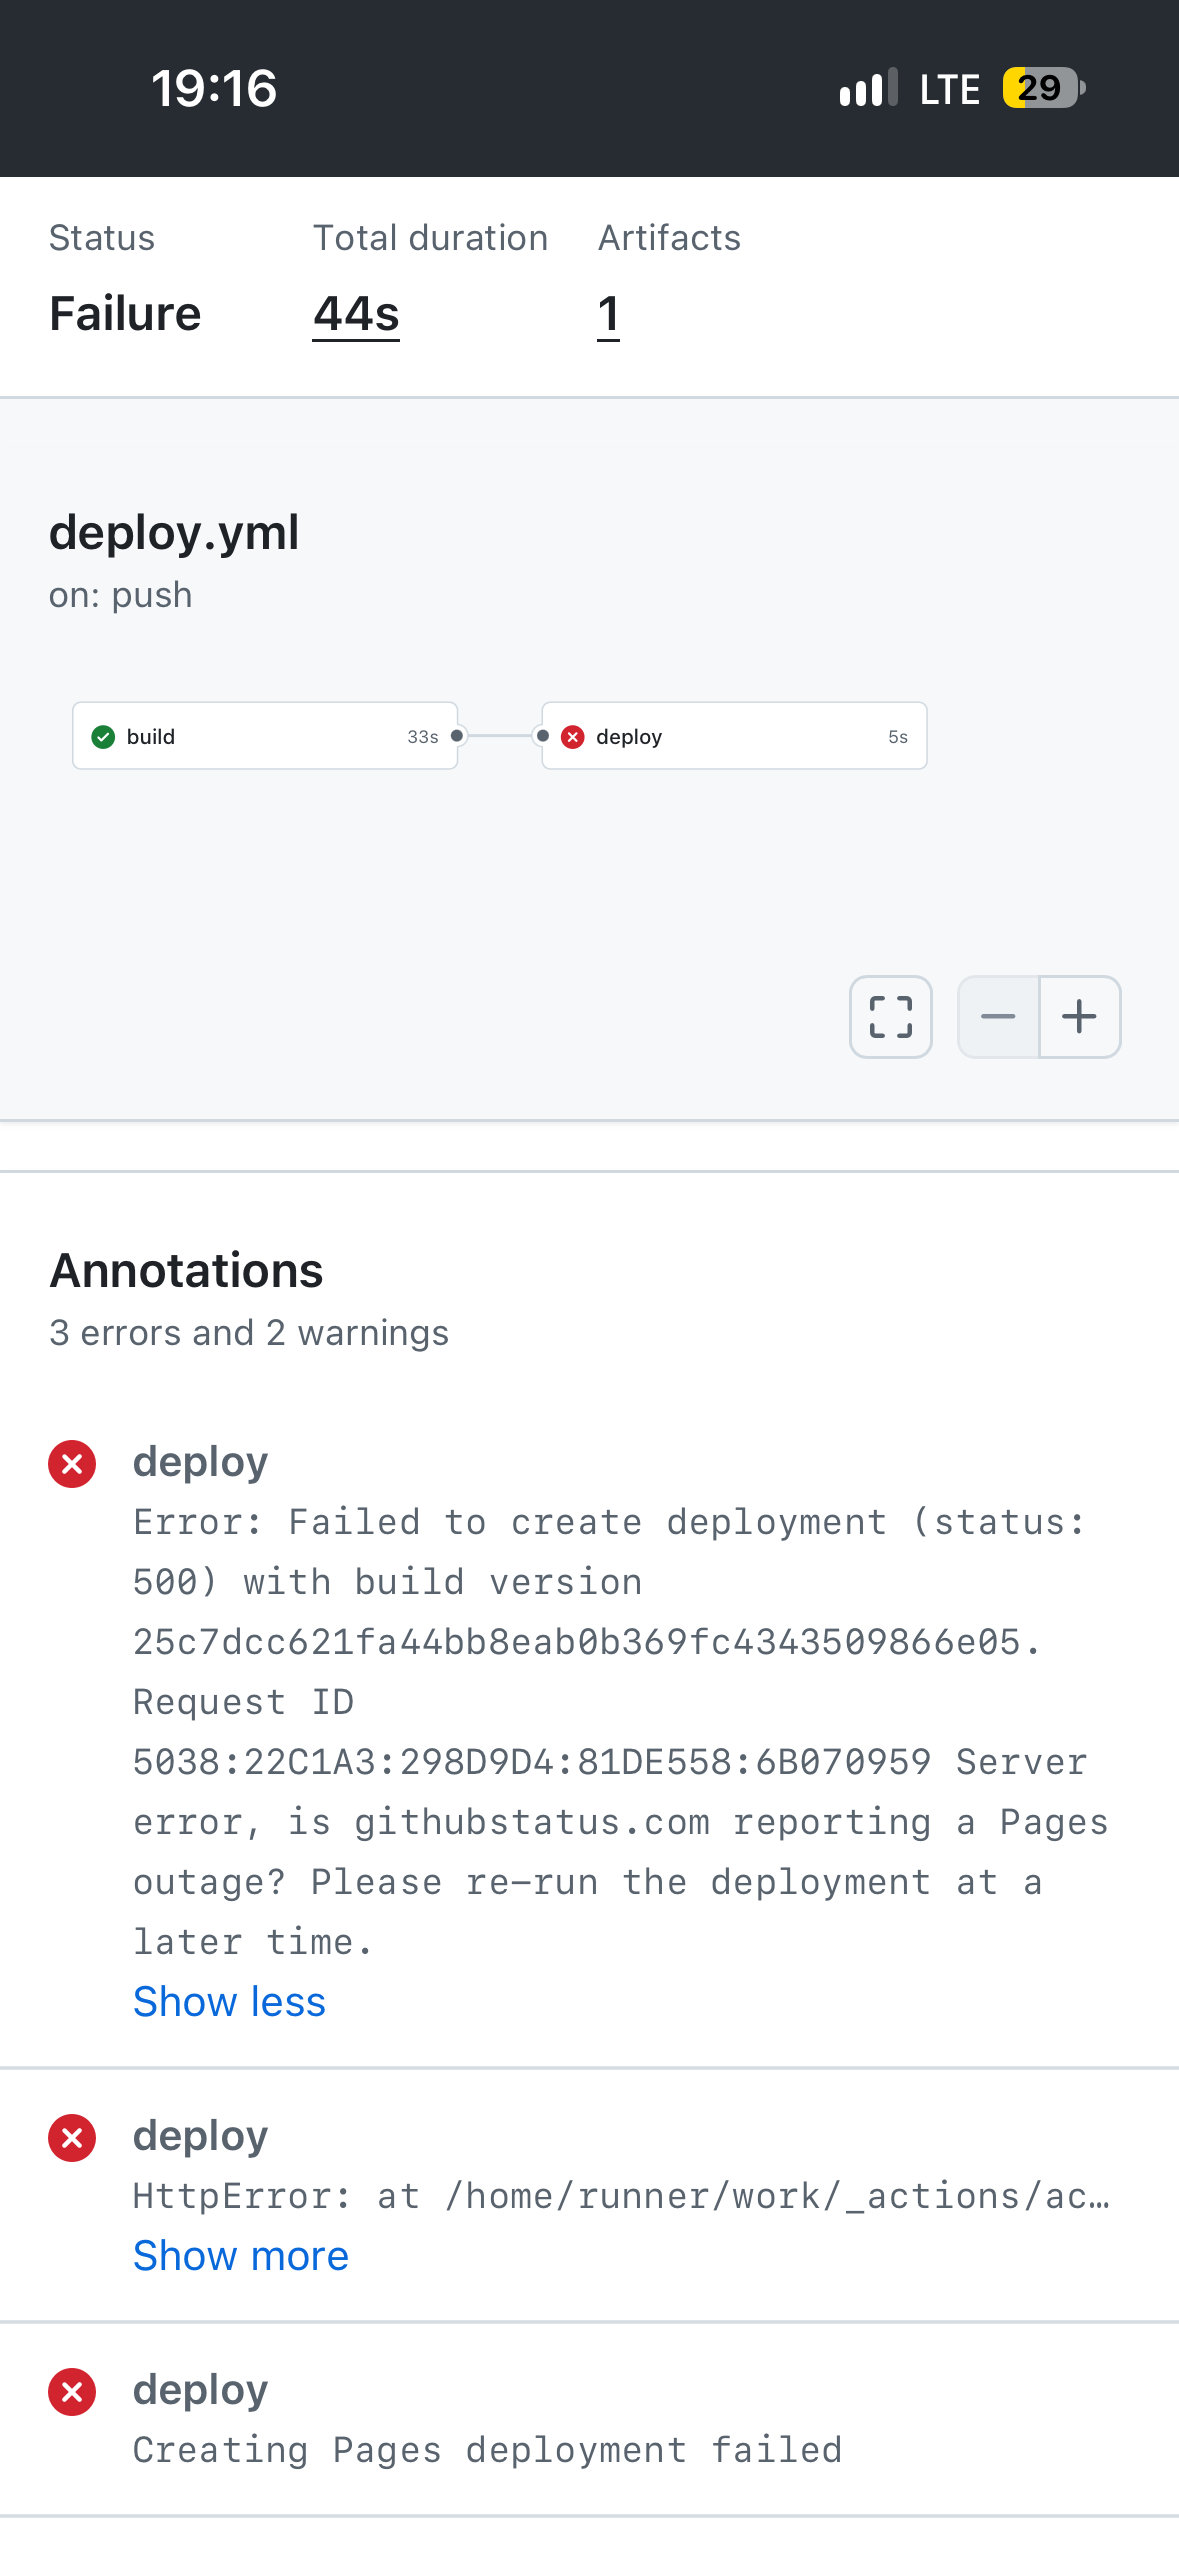 19:16
LTE
29
Status Total duration Artifacts
Failure 44s 1
deploy.yml
on: push
build 33s deploy 5s
Annotations
3 errors and 2 warnings
deploy
Error: Failed to create deployment (status:
500) with build version
25c7dcc621fa44bb8eab0b369fc4343509866e05.
Request ID
5038:22C1A3:298D9D4:81DE558:6B070959 Server
error, is githubstatus.com reporting a Pages
outage? Please re-run the deployment at a
later time.
Show less
deploy
HttpError: at /home/runner/work/_actions/ac…
Show more
deploy
Creating Pages deployment failed